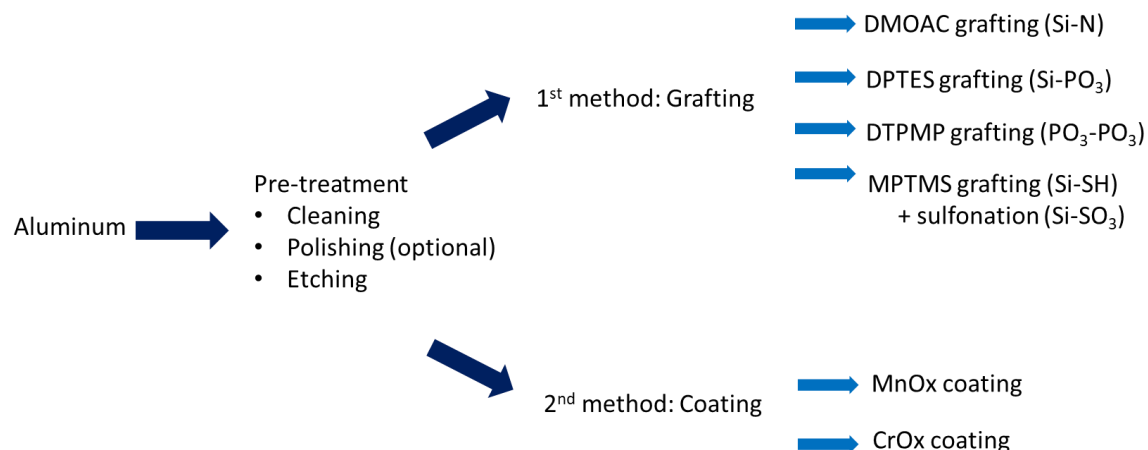 Aluminum
Pre-treatment
• Cleaning
• Polishing (optional)
• Etching
1st method: Grafting
DMOAC grafting (Si-N)
DPTES grafting (Si-PO₃)
DTPMP grafting (PO₃-PO₃)
MPTMS grafting (Si-SH)
+ sulfonation (Si-SO₃)
2nd method: Coating
MnOx coating
CrOx coating